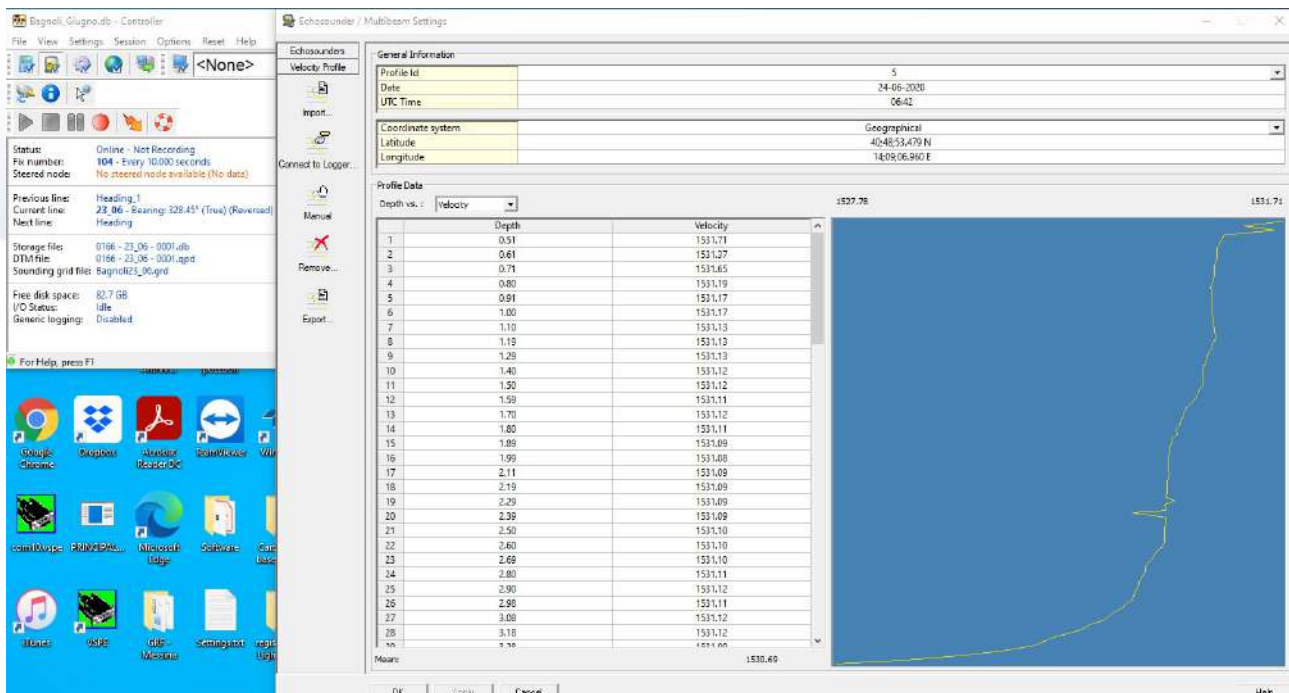 Bagnoli_Giugno.db - Controller
File View Settings Session Options Reset Help
<None>
Status: Online - Not Recording
Fix number: 104 - Every 10.000 seconds
Steered node: No steered node available (No data)
Previous line: Heading_1
Current line: 23_06 - Bearing: 328.45° (True) (Reversed)
Next line: Heading
Storage file: 0166 - 23_06 - 0001.db
DTM file: 0166 - 23_06 - 0001.qpd
Sounding grid file: Bagnoli23_06.grd
Free disk space: 82.7 GB
I/O Status: Idle
Generic logging: Disabled
For Help, press F1
Google Chrome
Dropbox
Acrobat Reader DC
TeamViewer
com10.vspe
PRINCIPAL...
Microsoft Edge
Software
iTunes
VSPE
GRF - Messina
Settings.txt
Echosounder / Multibeam Settings
Echosounders
Velocity Profile
Import...
Connect to Logger...
Manual
Remove...
Export...
General Information
Profile Id 5
Date 24-06-2020
UTC Time 06:42
Coordinate system Geographical
Latitude 40;48;53.479 N
Longitude 14;09;06.960 E
Profile Data
Depth vs. : Velocity
1527.78 1531.71
Depth Velocity
1 0.51 1531.71
2 0.61 1531.37
3 0.71 1531.65
4 0.80 1531.19
5 0.91 1531.17
6 1.00 1531.17
7 1.10 1531.13
8 1.19 1531.13
9 1.29 1531.13
10 1.40 1531.12
11 1.50 1531.12
12 1.59 1531.11
13 1.70 1531.12
14 1.80 1531.11
15 1.89 1531.09
16 1.99 1531.08
17 2.11 1531.09
18 2.19 1531.09
19 2.29 1531.09
20 2.39 1531.09
21 2.50 1531.10
22 2.60 1531.10
23 2.69 1531.10
24 2.80 1531.11
25 2.90 1531.12
26 2.98 1531.11
27 3.08 1531.12
28 3.18 1531.12
Mean: 1530.69
OK Apply Cancel Help